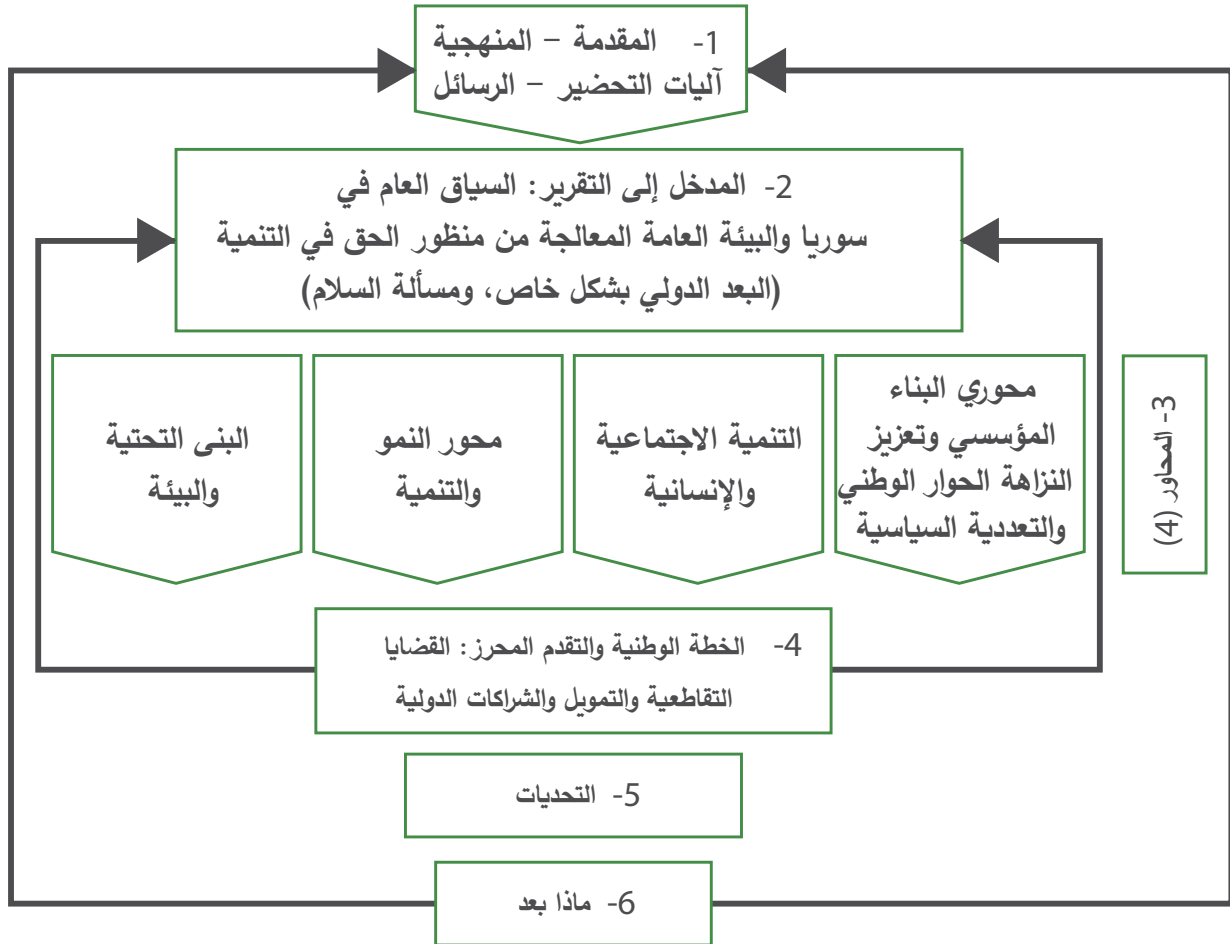 1- المقدمة – المنهجية
آليات التحضير – الرسائل
2- المدخل إلى التقرير: السياق العام في
سوريا والبيئة العامة المعالجة من منظور الحق في التنمية
(البعد الدولي بشكل خاص، ومسألة السلام)
3- المحاور (4)
محوري البناء
المؤسسي وتعزيز
النزاهة الحوار الوطني
والتعددية السياسية
التنمية الاجتماعية
والإنسانية
محور النمو
والتنمية
البنى التحتية
والبيئة
4- الخطة الوطنية والتقدم المحرز: القضايا
التقاطعية والتمويل والشراكات الدولية
5- التحديات
6- ماذا بعد